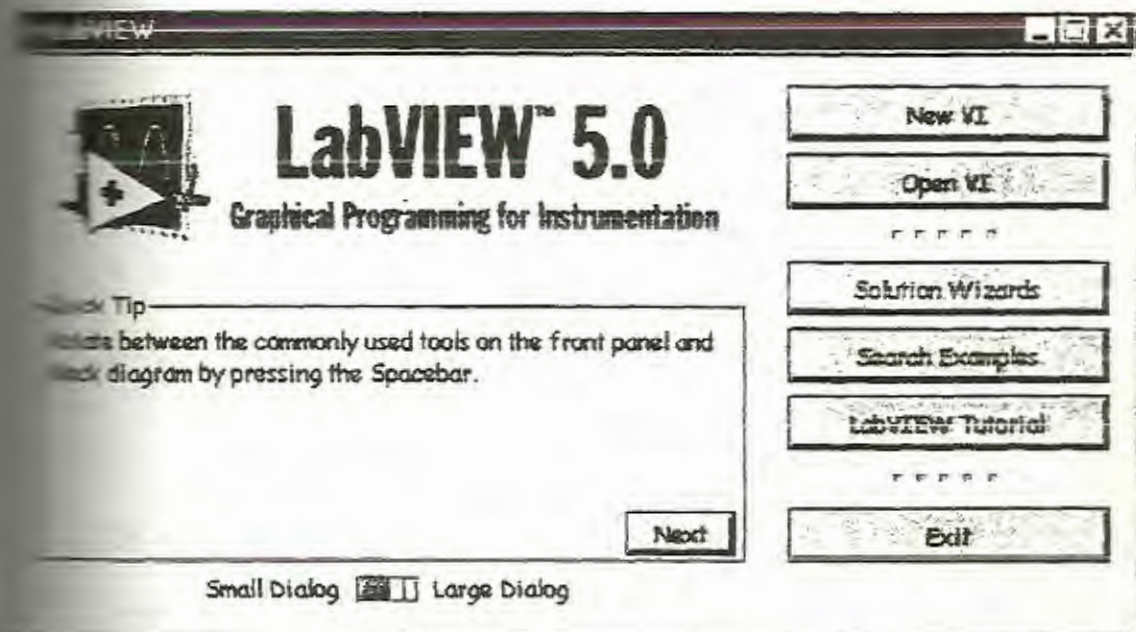 LabVIEW™ 5.0
Graphical Programming for Instrumentation
Tip
between the commonly used tools on the front panel and
diagram by pressing the Spacebar.
Next
Small Dialog Large Dialog
New VI
Open VI
Solution Wizards
Search Examples
LabVIEW Tutorial
Exit